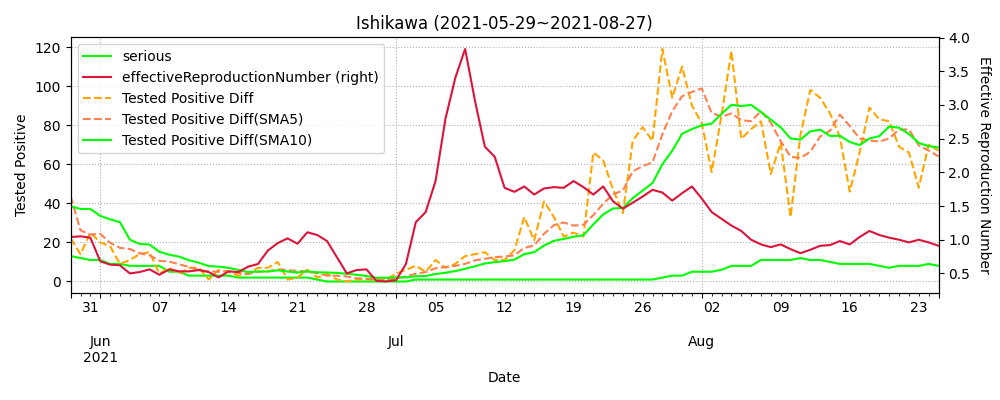 Ishikawa (2021-05-29~2021-08-27)
serious
effectiveReproductionNumber (right)
Tested Positive Diff
Tested Positive Diff(SMA5)
Tested Positive Diff(SMA10)
Tested Positive
120
100
80
60
40
20
0
4.0
3.5
3.0
2.5
2.0
1.5
1.0
0.5
Effective Reproduction Number
31 07 14 21 28 05 12 19 26 02 09 16 23
Jun Jul Aug
2021
Date